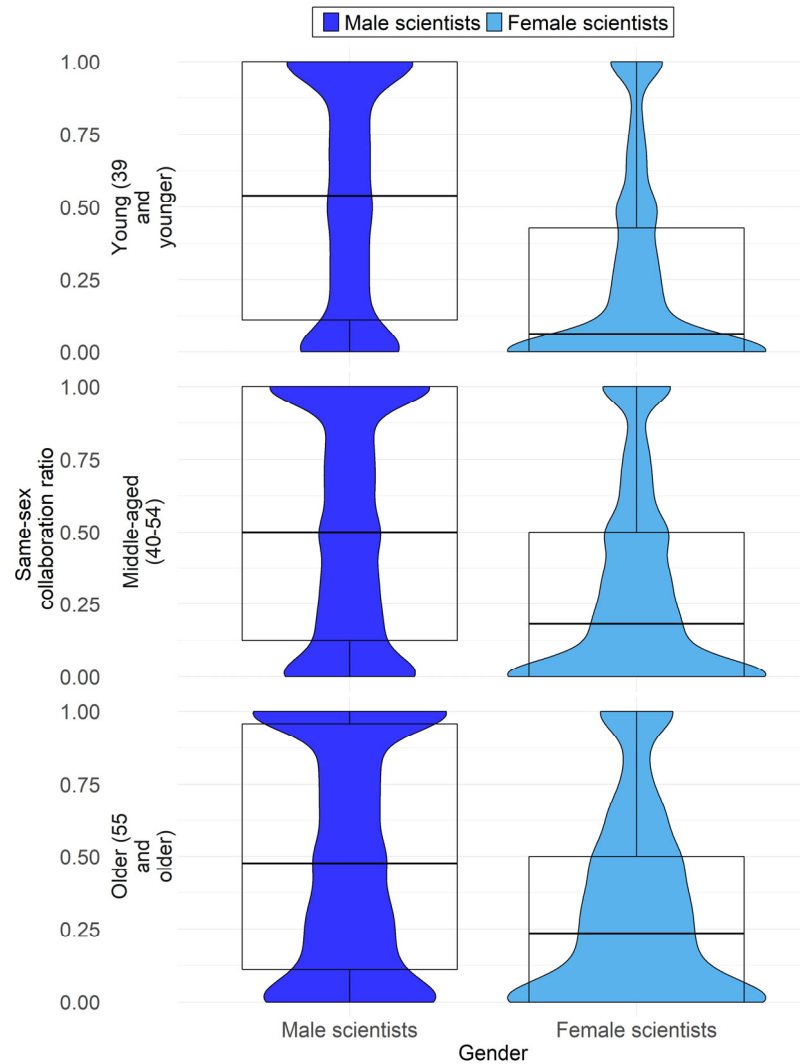 Male scientists Female scientists
1.00
0.75
0.50
0.25
0.00
Young (39
and
younger)
1.00
0.75
0.50
0.25
0.00
Same-sex
collaboration ratio
Middle-aged
(40-54)
1.00
0.75
0.50
0.25
0.00
Older (55
and
older)
Male scientists Female scientists
Gender